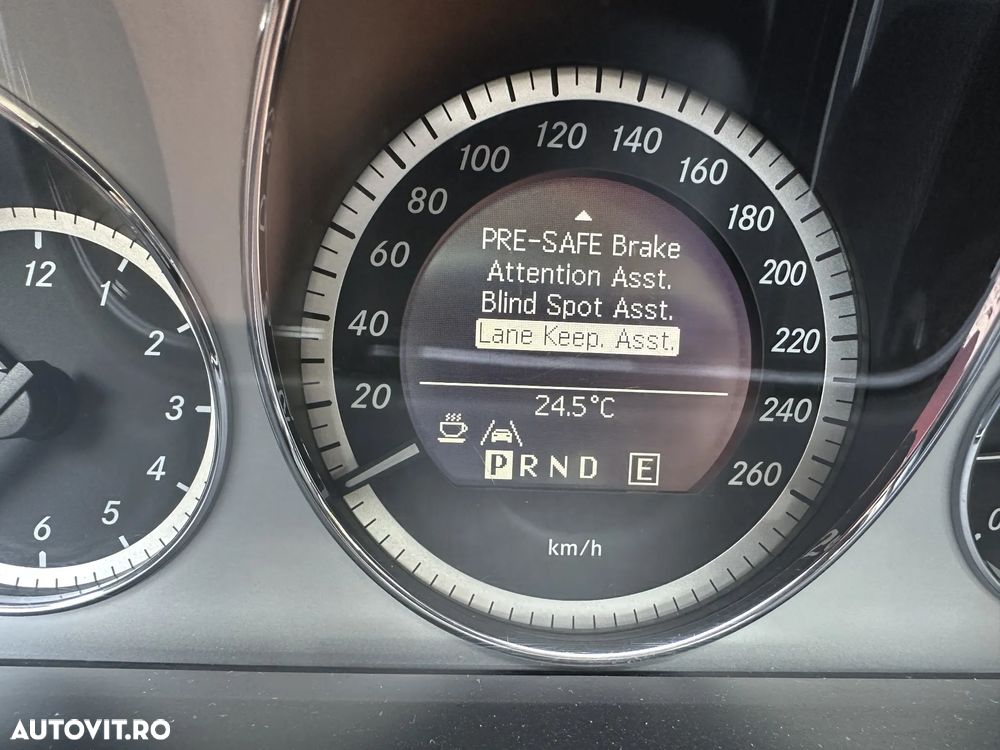 120 140
100 160
80 180
60 200
40 220
20 240
260
PRE-SAFE Brake
Attention Asst.
Blind Spot Asst.
Lane Keep. Asst.
24.5°C
P R N D E
km/h
12
1
2
3
4
5
6
0
AUTOVIT.RO